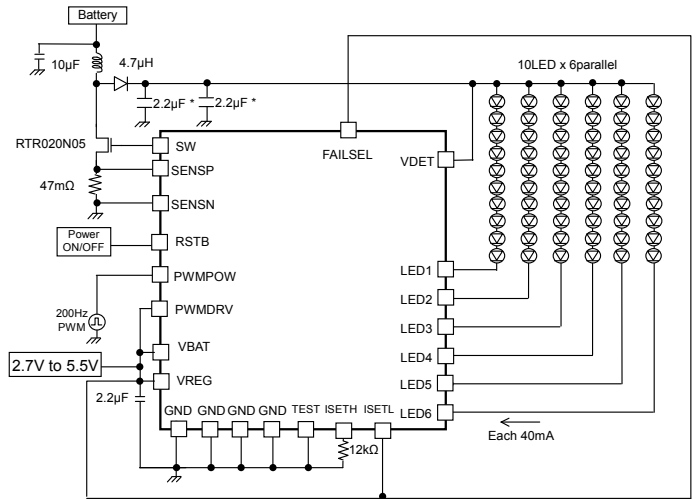 Battery
10µF
4.7µH
10LED x 6parallel
2.2µF *
2.2µF *
RTR020N05
SW
FAILSEL
VDET
SENSP
47mΩ
SENSN
Power
ON/OFF
RSTB
PWMPOW
LED1
LED2
200Hz
PWM
PWMDRV
LED3
VBAT
LED4
2.7V to 5.5V
VREG
LED5
2.2µF
GND
GND
GND
GND
TEST
ISETH
ISETL
LED6
12kΩ
Each 40mA